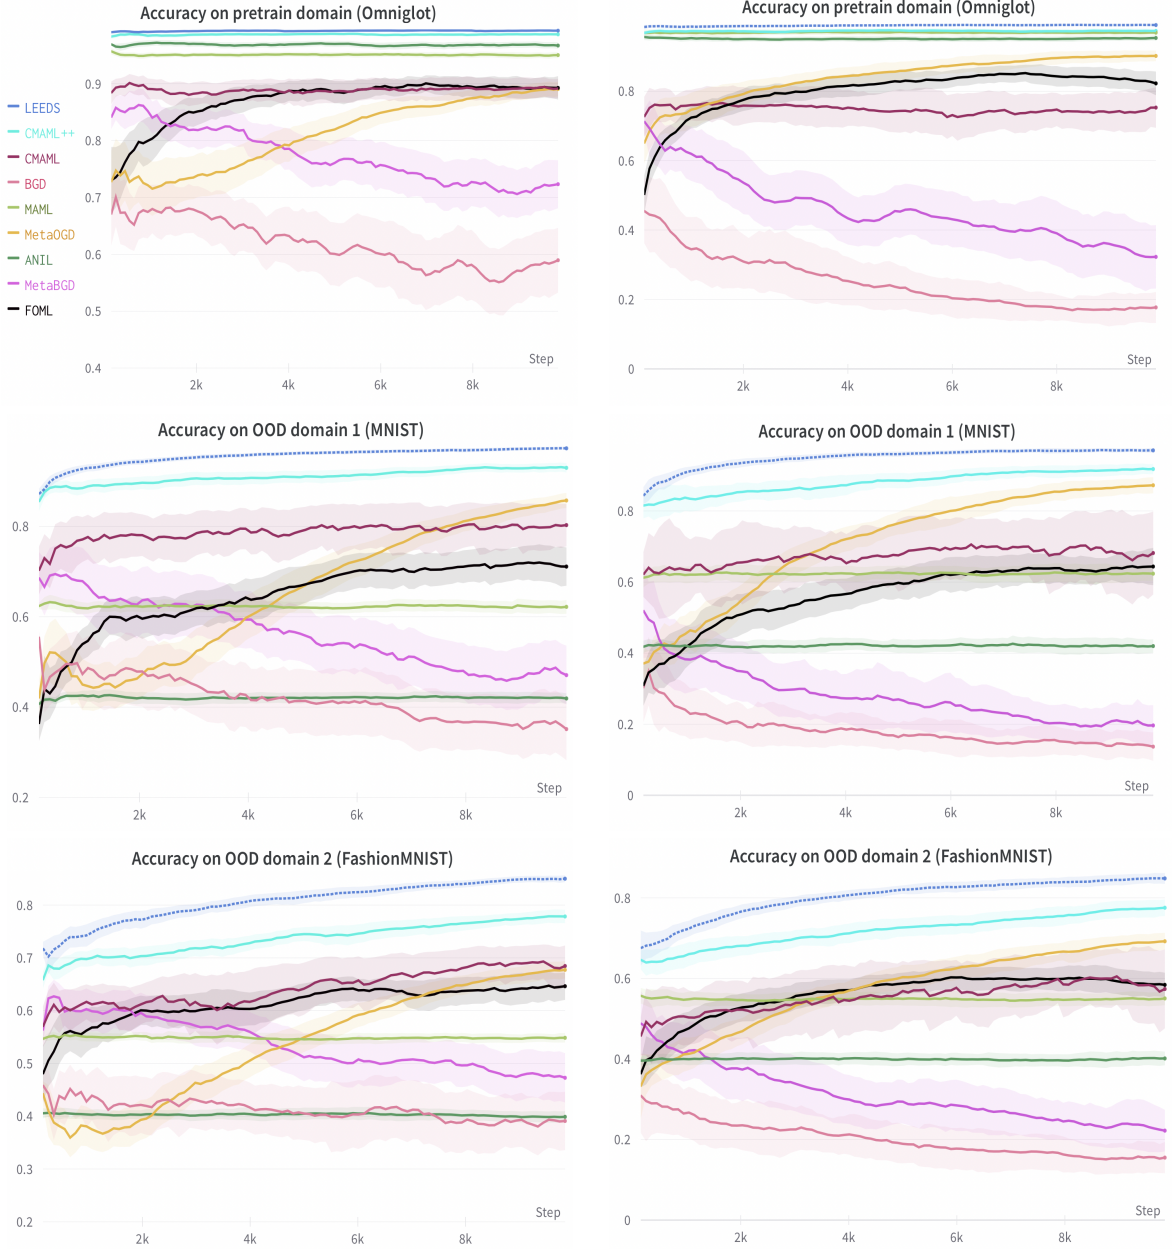 Accuracy on pretrain domain (Omniglot)
0.9
0.8
0.7
0.6
0.5
0.4
2k 4k 6k 8k
Step
LEEDS
CMAML++
CMAML
BGD
MAML
MetaOGD
ANIL
MetaBGD
FOML
Accuracy on pretrain domain (Omniglot)
0.8
0.6
0.4
0.2
0
2k 4k 6k 8k
Step
Accuracy on OOD domain 1 (MNIST)
0.8
0.6
0.4
0.2
2k 4k 6k 8k
Step
Accuracy on OOD domain 1 (MNIST)
0.8
0.6
0.4
0.2
0
2k 4k 6k 8k
Step
Accuracy on OOD domain 2 (FashionMNIST)
0.8
0.7
0.6
0.5
0.4
0.3
0.2
2k 4k 6k 8k
Step
Accuracy on OOD domain 2 (FashionMNIST)
0.8
0.6
0.4
0.2
0
2k 4k 6k 8k
Step